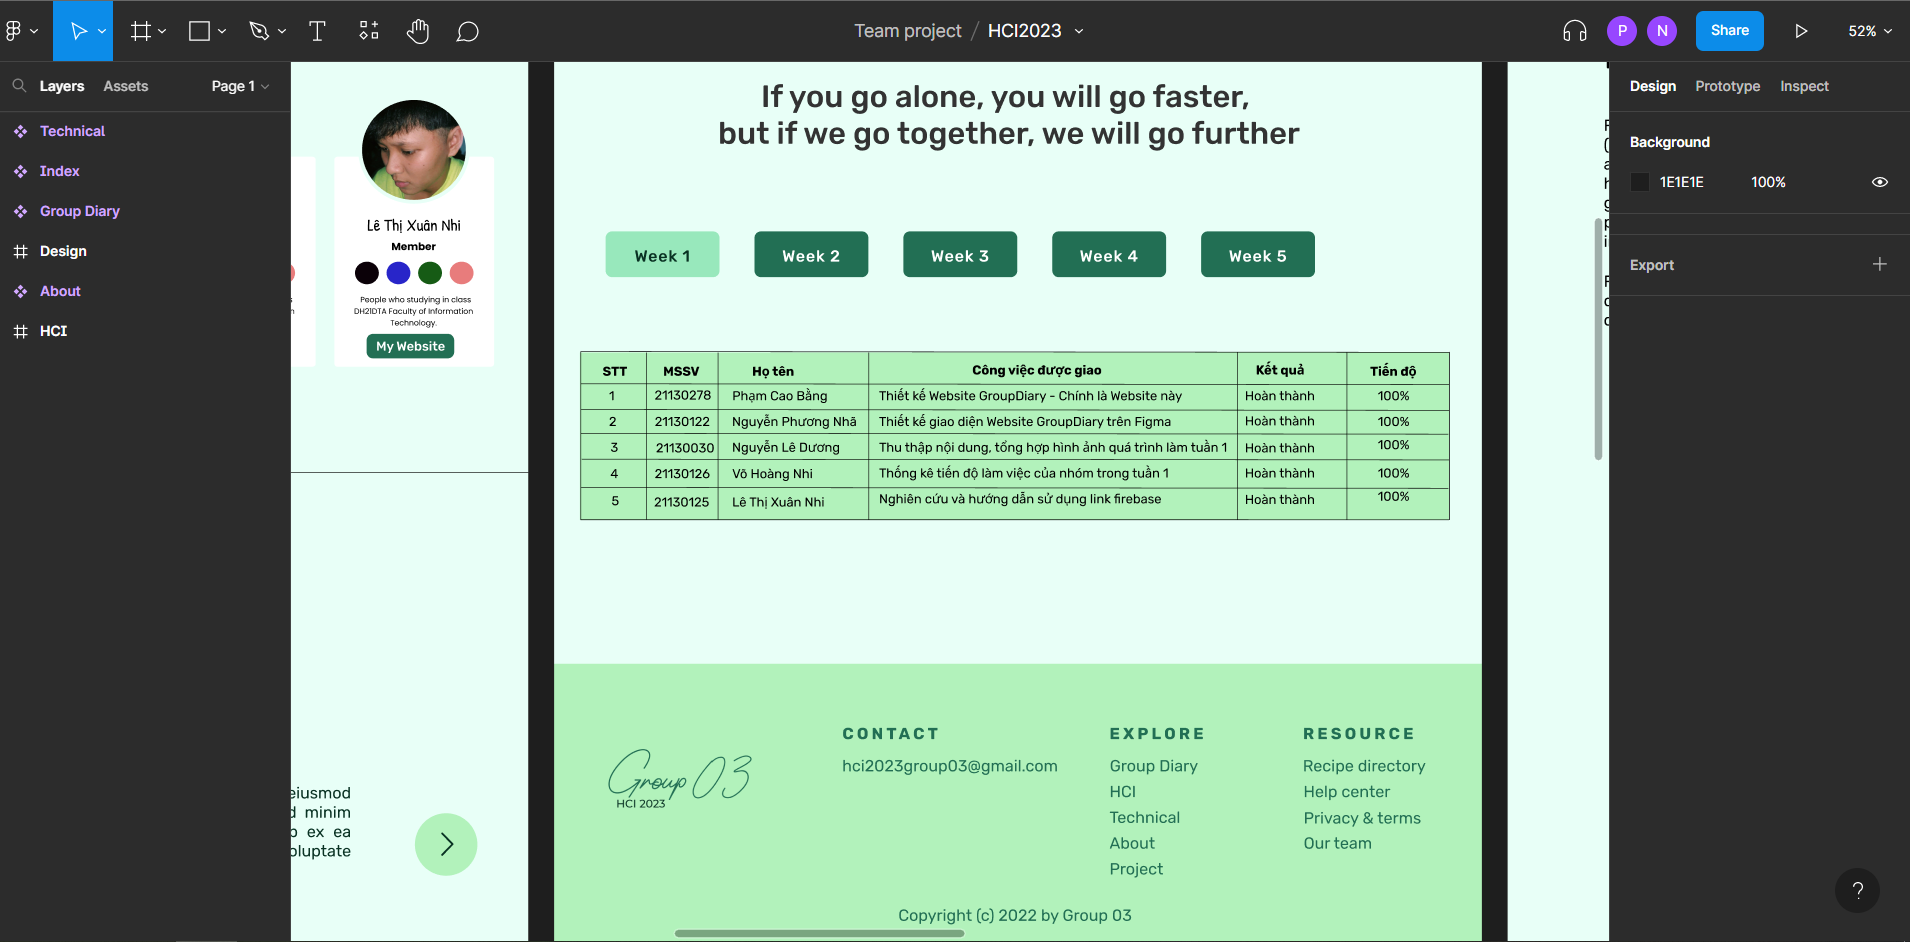 Team project / HCI2023
P
N
Share
52%
Layers
Assets
Page 1
Technical
Index
Group Diary
Design
About
HCI
Lê Thị Xuân Nhi
Member
People who studying in class
DH21DTA Faculty of Information
Technology.
My Website
eiusmod
minim
ex ea
If you go alone, you will go faster,
but if we go together, we will go further
Week 1
Week 2
Week 3
Week 4
Week 5
STT MSSV Họ tên Công việc được giao Kết quả Tiến độ
1 21130278 Phạm Cao Bằng Thiết kế Website GroupDiary - Chính là Website này Hoàn thành 100%
2 21130122 Nguyễn Phương Nhã Thiết kế giao diện Website GroupDiary trên Figma Hoàn thành 100%
3 21130030 Nguyễn Lê Dương Thu thập nội dung, tổng hợp hình ảnh quá trình làm tuần 1 Hoàn thành 100%
4 21130126 Võ Hoàng Nhi Thống kê tiến độ làm việc của nhóm trong tuần 1 Hoàn thành 100%
5 21130125 Lê Thị Xuân Nhi Nghiên cứu và hướng dẫn sử dụng link firebase Hoàn thành 100%
Group 03
HCI 2023
CONTACT
hci2023group03@gmail.com
EXPLORE
Group Diary
HCI
Technical
About
Project
RESOURCE
Recipe directory
Help center
Privacy & terms
Our team
Copyright (c) 2022 by Group 03
Design
Prototype
Inspect
Background
1E1E1E
100%
Export
?